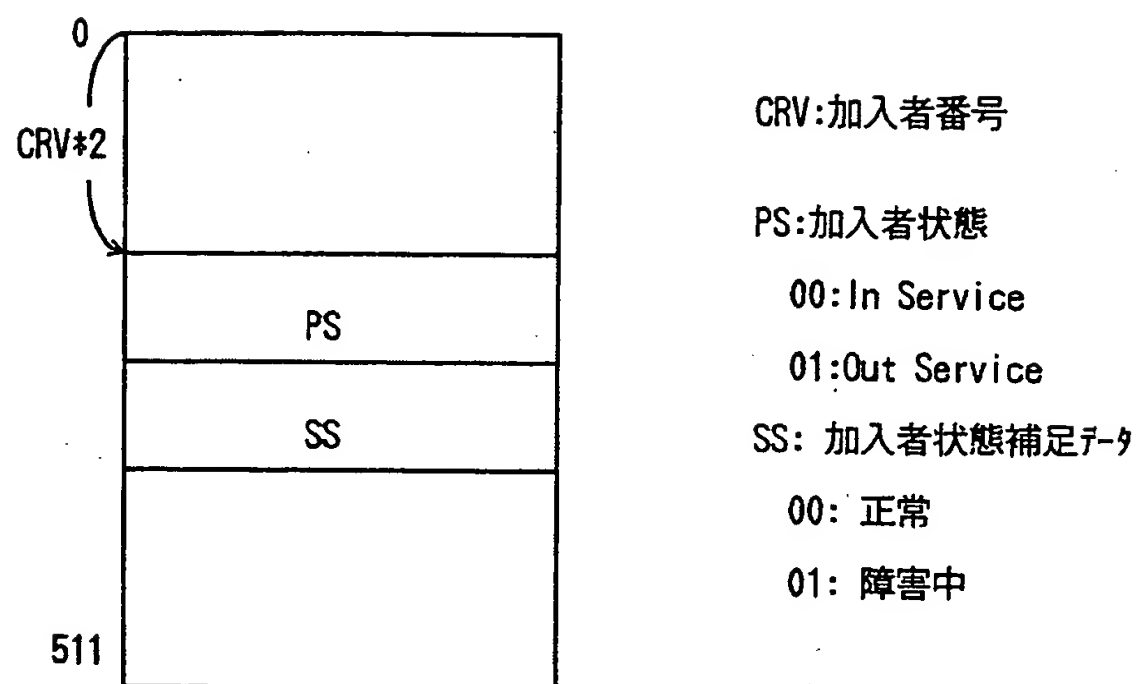 0
CRV*2
PS
SS
511
CRV:加入者番号
PS:加入者状態
00:In Service
01:Out Service
SS: 加入者状態補足データ
00: 正常
01: 障害中